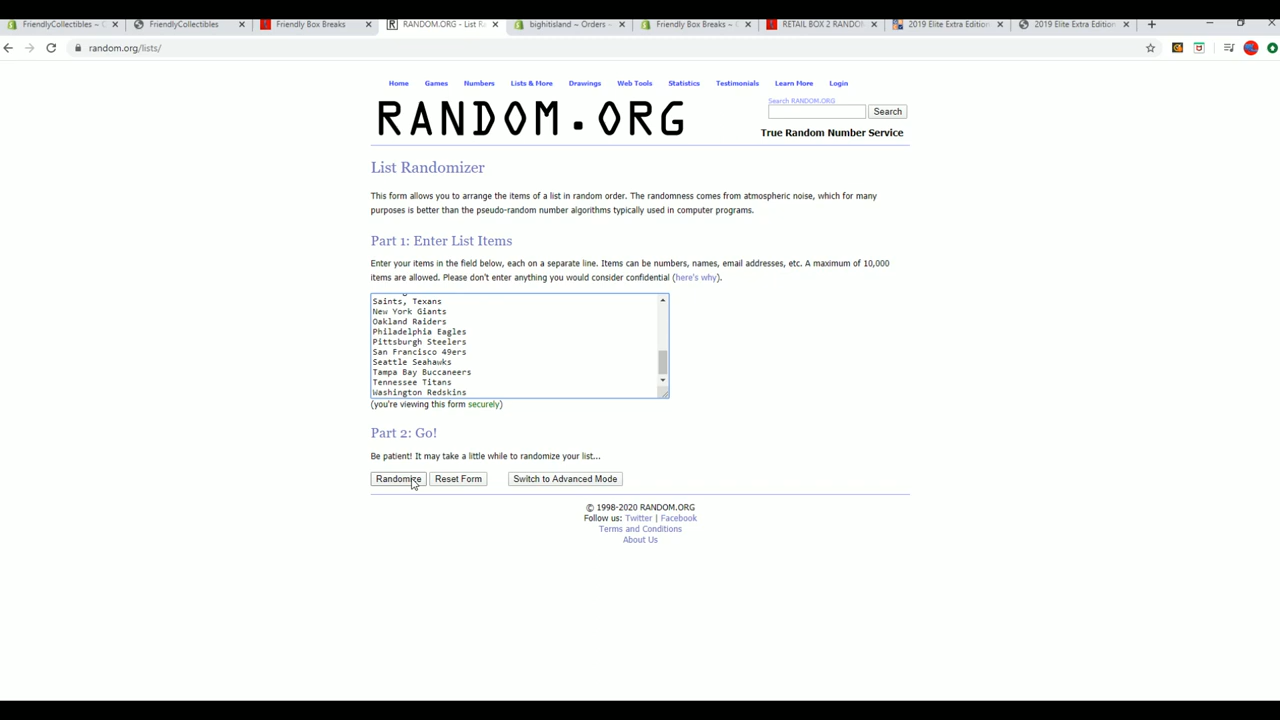 FriendlyCollectibles ~
FriendlyCollectibles
Friendly Box Breaks
RANDOM.ORG - List R
bighitisland ~ Orders ~
Friendly Box Breaks ~
RETAIL BOX 2 RANDOM
2019 Elite Extra Edition
2019 Elite Extra Edition
random.org/lists/
Home Games Numbers Lists & More Drawings Web Tools Statistics Testimonials Learn More Login
RANDOM.ORG
Search RANDOM.ORG
Search
True Random Number Service
List Randomizer
This form allows you to arrange the items of a list in random order. The randomness comes from atmospheric noise, which for many
purposes is better than the pseudo-random number algorithms typically used in computer programs.
Part 1: Enter List Items
Enter your items in the field below, each on a separate line. Items can be numbers, names, email addresses, etc. A maximum of 10,000
items are allowed. Please don't enter anything you would consider confidential (here's why).
Saints, Texans
New York Giants
Oakland Raiders
Philadelphia Eagles
Pittsburgh Steelers
San Francisco 49ers
Seattle Seahawks
Tampa Bay Buccaneers
Tennessee Titans
Washington Redskins
(you're viewing this form securely)
Part 2: Go!
Be patient! It may take a little while to randomize your list...
Randomize Reset Form Switch to Advanced Mode
© 1998-2020 RANDOM.ORG
Follow us: Twitter | Facebook
Terms and Conditions
About Us